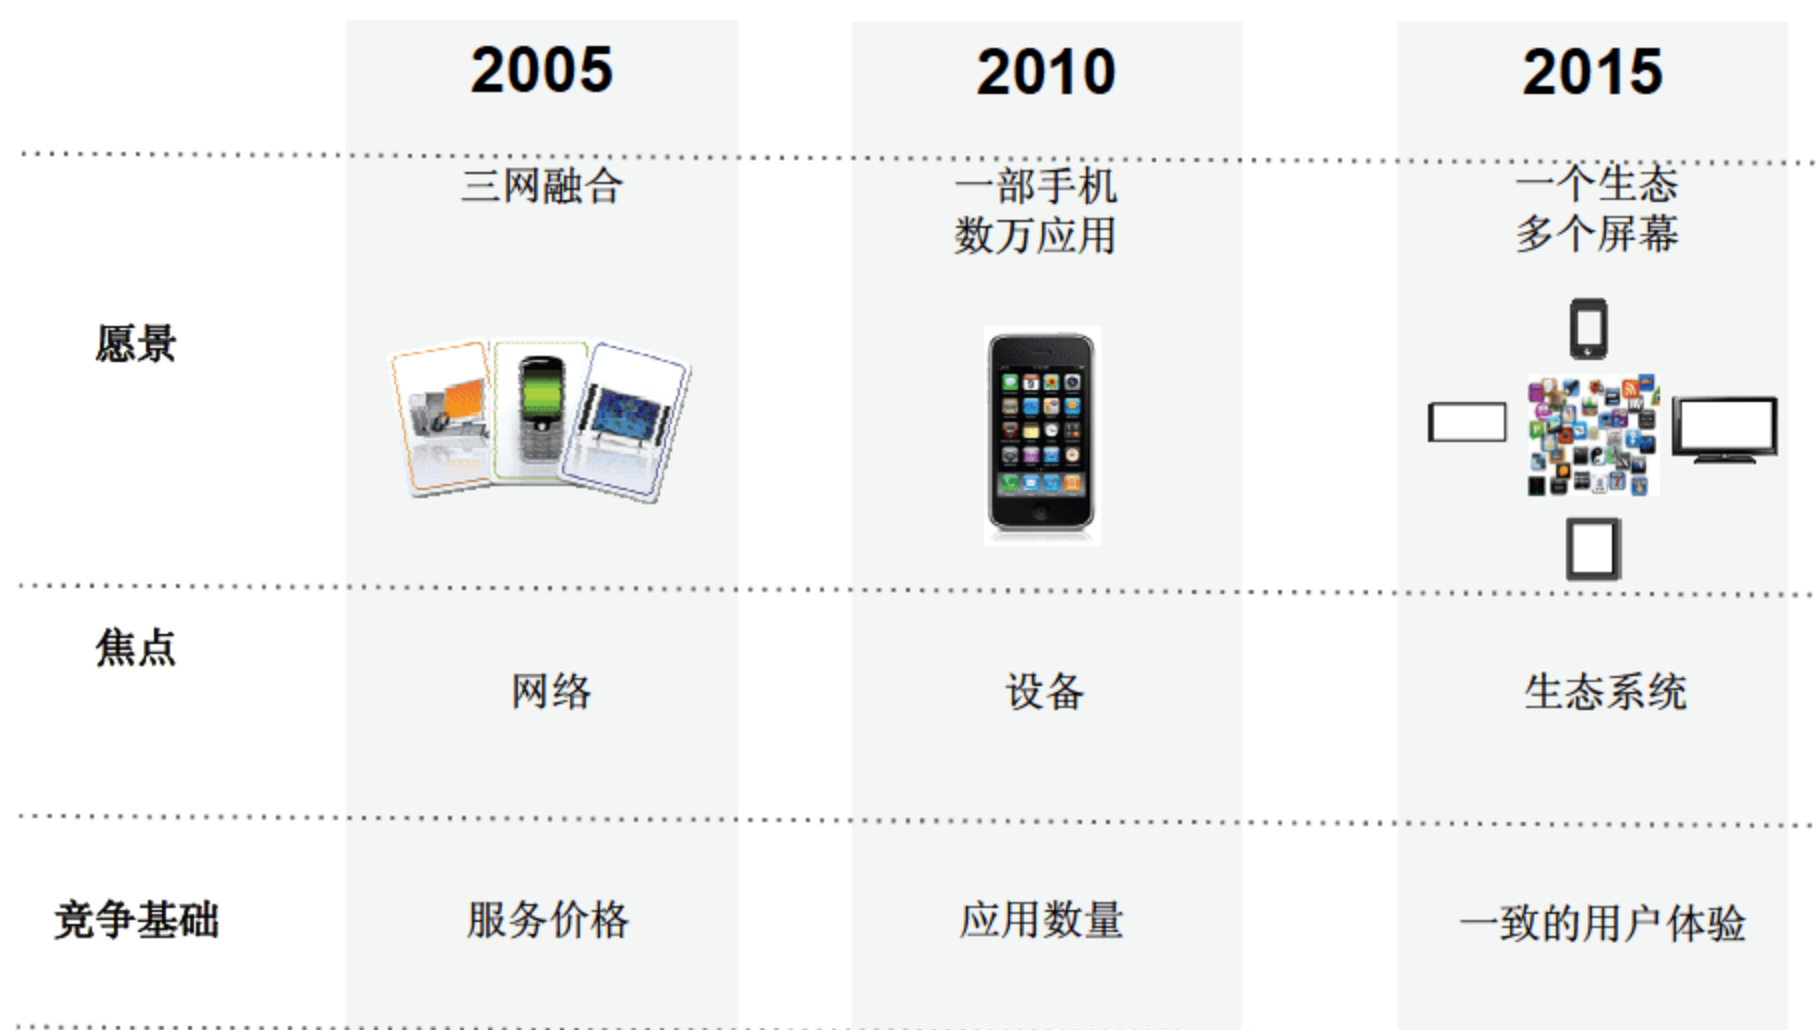 2005
2010
2015
愿景
三网融合
一部手机
数万应用
一个生态
多个屏幕
焦点
网络
设备
生态系统
竞争基础
服务价格
应用数量
一致的用户体验